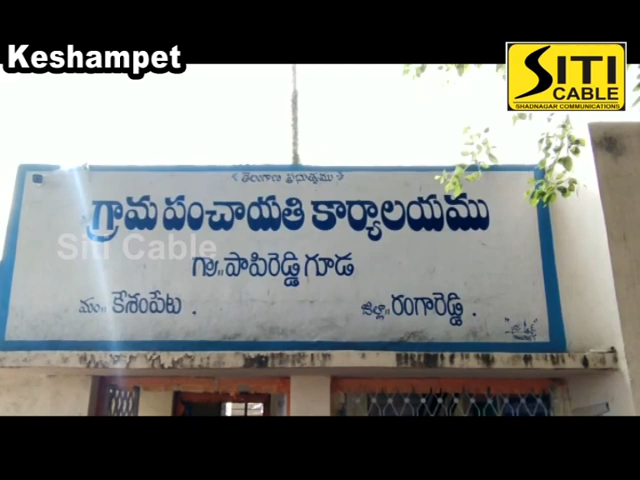 Keshampet
SITI
CABLE
SHADNAGAR COMMUNICATIONS
తెలంగాణ ప్రభుత్వము
గ్రామ పంచాయతి కార్యాలయము
Siti Cable
గ్రా,, పాపిరెడ్డి గూడ
మం,, కేశంపేటు .
జిల్లా,, రంగారెడ్డి .